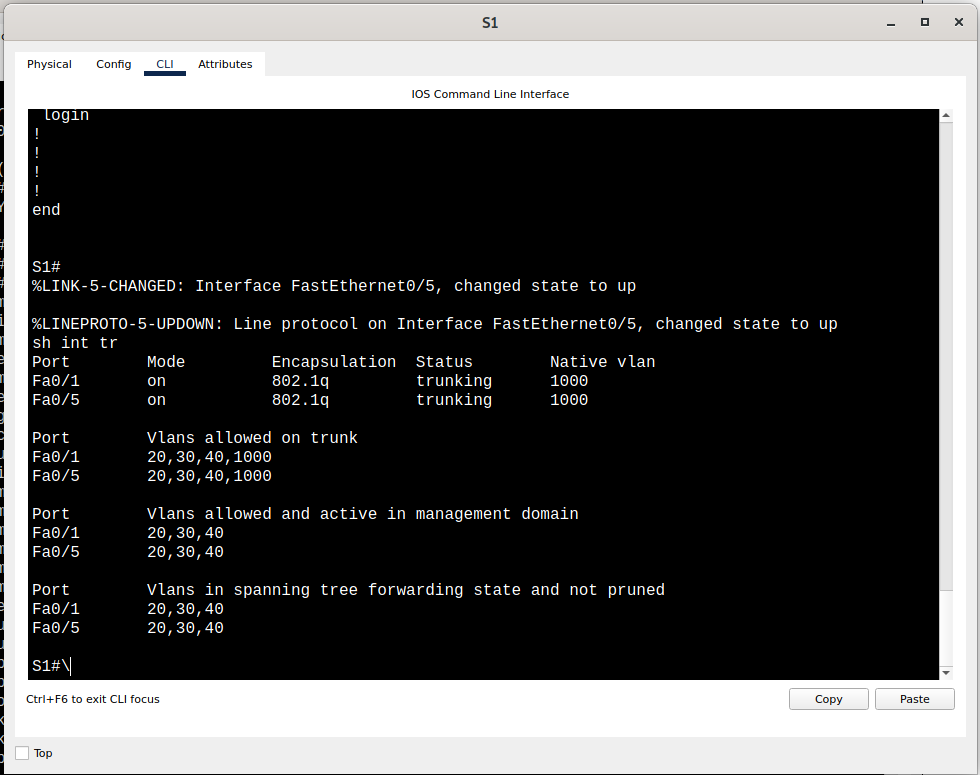 S1
Physical Config CLI Attributes
IOS Command Line Interface
login
!
!
!
!
end
S1#
%LINK-5-CHANGED: Interface FastEthernet0/5, changed state to up
%LINEPROTO-5-UPDOWN: Line protocol on Interface FastEthernet0/5, changed state to up
sh int tr
Port Mode Encapsulation Status Native vlan
Fa0/1 on 802.1q trunking 1000
Fa0/5 on 802.1q trunking 1000
Port Vlans allowed on trunk
Fa0/1 20,30,40,1000
Fa0/5 20,30,40,1000
Port Vlans allowed and active in management domain
Fa0/1 20,30,40
Fa0/5 20,30,40
Port Vlans in spanning tree forwarding state and not pruned
Fa0/1 20,30,40
Fa0/5 20,30,40
S1#\
Ctrl+F6 to exit CLI focus
Copy Paste
Top